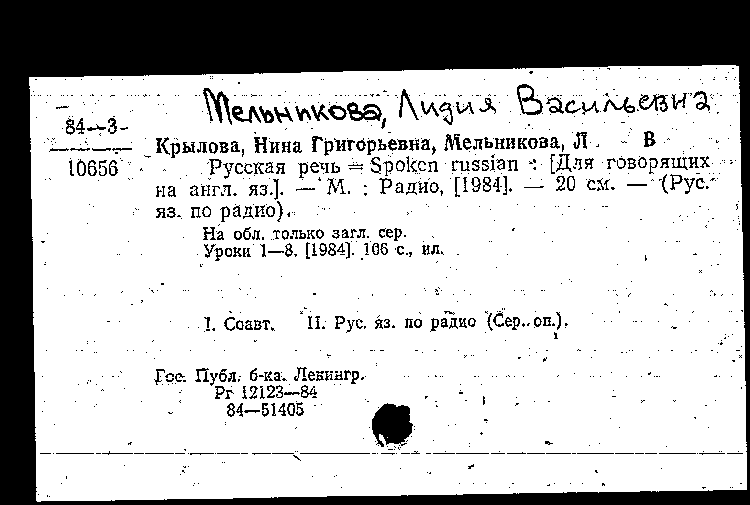 Мельникова, Лидия Васильевна
84—3-
10656
Крылова, Нина Григорьевна, Мельникова, Л В
Русская речь = Spoken russian : [Для говорящих
на англ. яз.]. — М. : Радио, [1984]. — 20 см. — (Рус.
яз. по радио).
На обл. только загл. сер.
Уроки 1—8. [1984]. 106 с., ил.
I. Соавт. II. Рус. яз. по радио (Сер. оп.).
Гос. Публ. б-ка. Ленингр.
Рг 12123—84
84—51405